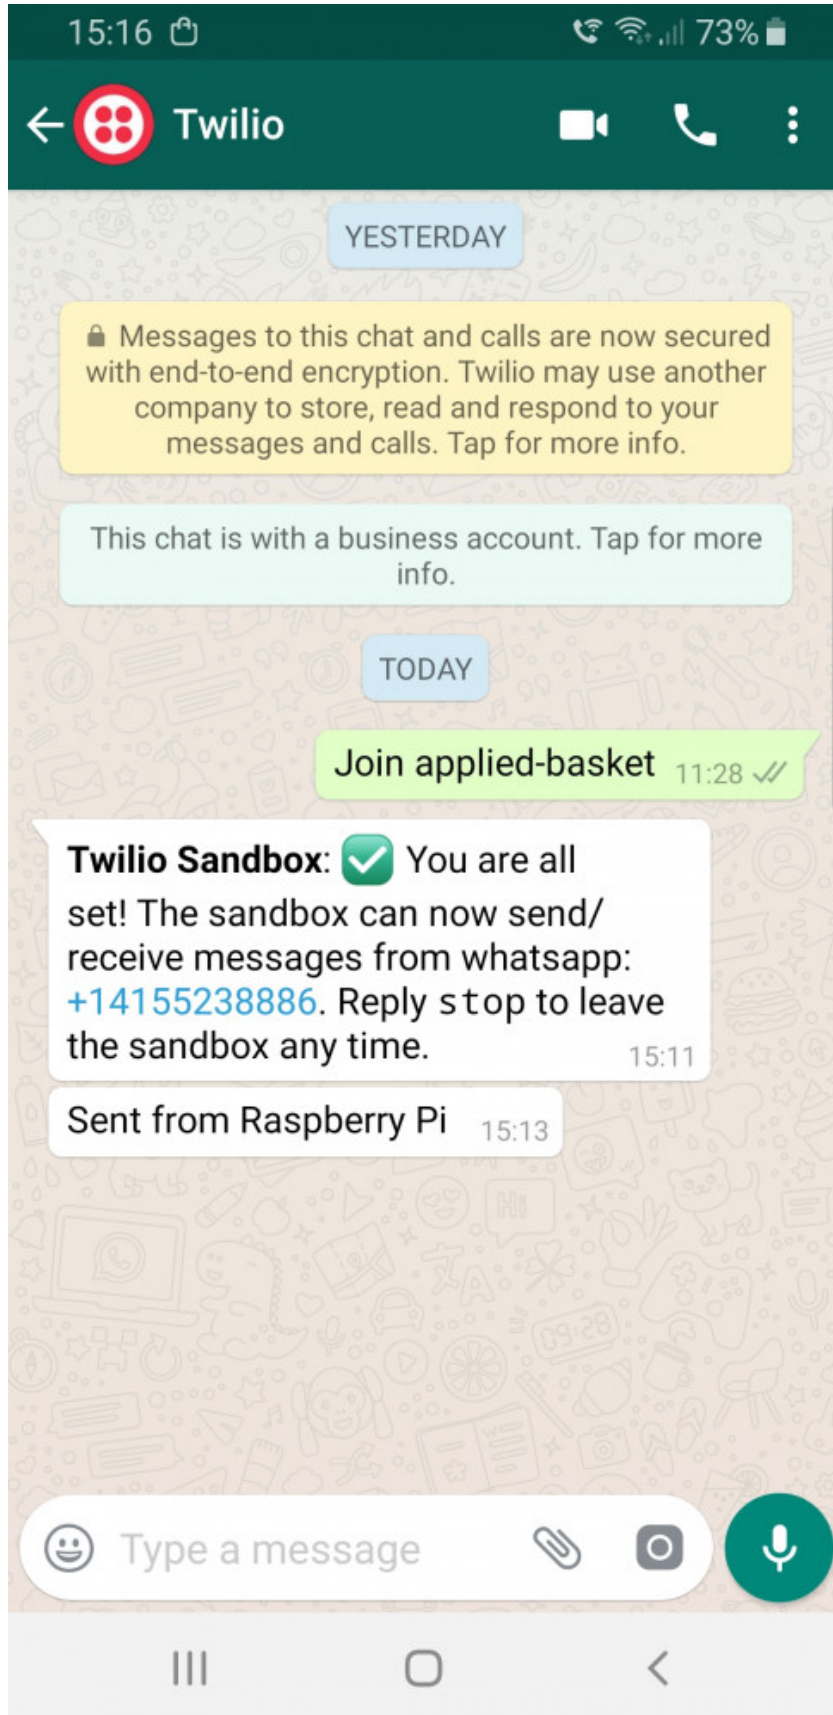 15:16 73%
Twilio
YESTERDAY
Messages to this chat and calls are now secured
with end-to-end encryption. Twilio may use another
company to store, read and respond to your
messages and calls. Tap for more info.
This chat is with a business account. Tap for more
info.
TODAY
Join applied-basket 11:28
Twilio Sandbox: ✅ You are all
set! The sandbox can now send/
receive messages from whatsapp:
+14155238886. Reply stop to leave
the sandbox any time. 15:11
Sent from Raspberry Pi 15:13
Hi
09:28
Type a message